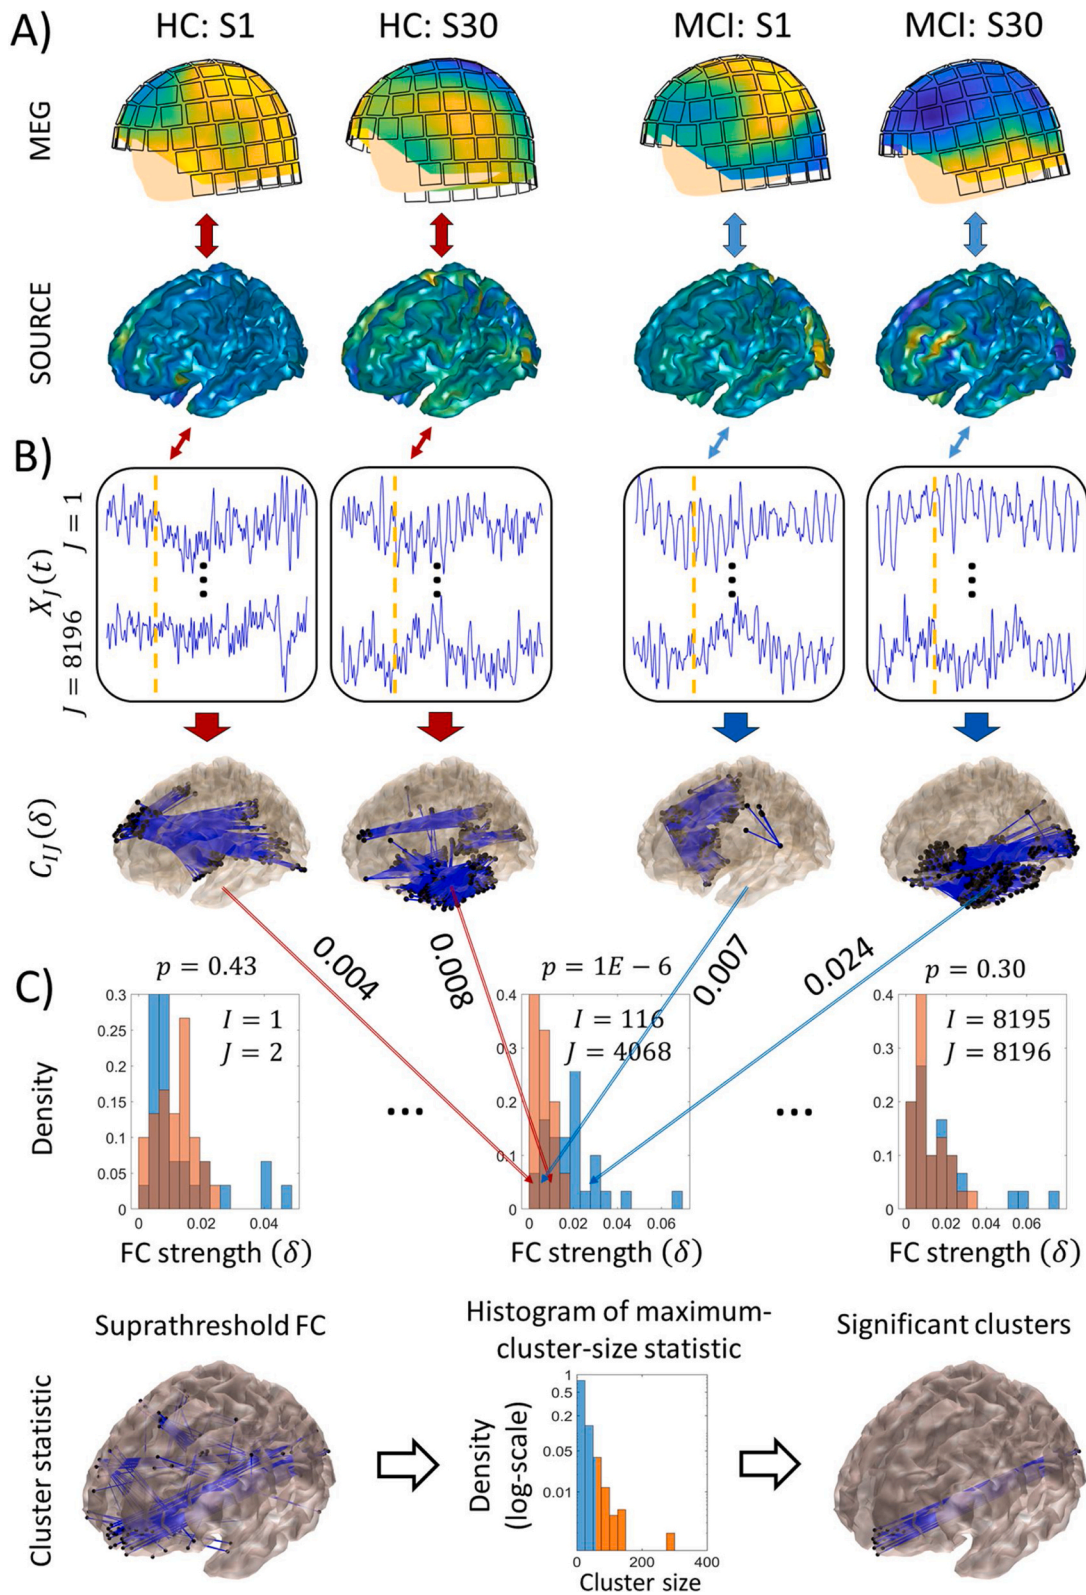 A)
HC: S1
HC: S30
MCI: S1
MCI: S30
MEG
SOURCE
B)
X_J(t)
J = 1
J = 8196
C_IJ(δ)
0.004
0.008
0.007
0.024
C)
p = 0.43
p = 1E − 6
p = 0.30
Density
0.3
0.25
0.2
0.15
0.1
0.05
0
I = 1
J = 2
0 0.02 0.04
FC strength (δ)
0.4
0.3
0.2
0.1
0
I = 116
J = 4068
0 0.02 0.04 0.06
FC strength (δ)
0.4
0.3
0.2
0.1
0
I = 8195
J = 8196
0 0.02 0.04 0.06
FC strength (δ)
Cluster statistic
Suprathreshold FC
Histogram of maximum-
cluster-size statistic
Density
(log-scale)
1
0.5
0.2
0.05
0.01
0 200 400
Cluster size
Significant clusters